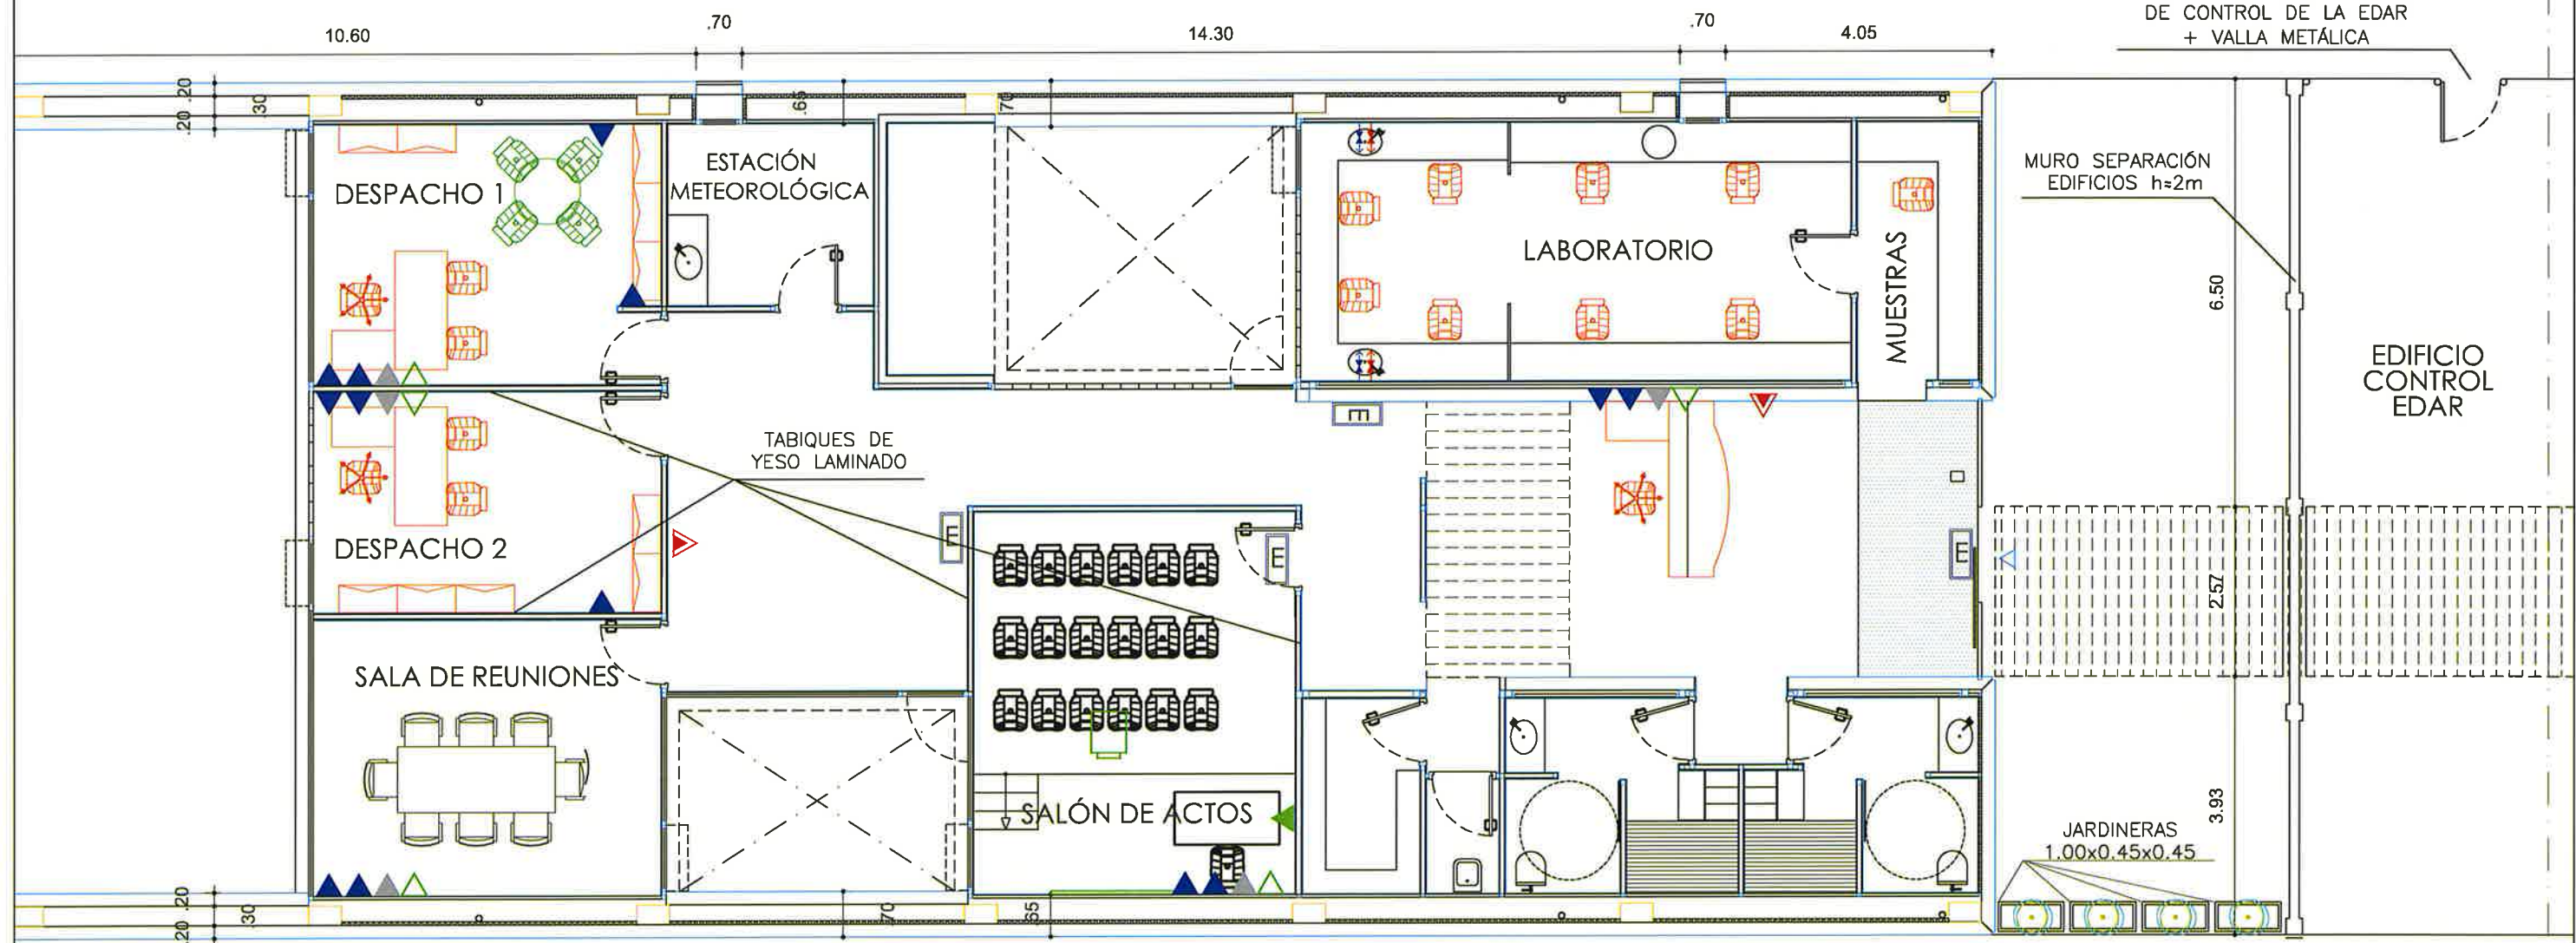 DE CONTROL DE LA EDAR
+ VALLA METÁLICA
10.60
.70
14.30
.70
4.05
.20
.20
.30
.65
.70
ESTACIÓN
METEOROLÓGICA
DESPACHO 1
LABORATORIO
MUESTRAS
MURO SEPARACIÓN
EDIFICIOS h≈2m
6.50
EDIFICIO
CONTROL
EDAR
TABIQUES DE
YESO LAMINADO
E
E
E
E
DESPACHO 2
2.57
SALA DE REUNIONES
SALÓN DE ACTOS
3.93
JARDINERAS
1.00x0.45x0.45
.20
.20
.30
.70
.65